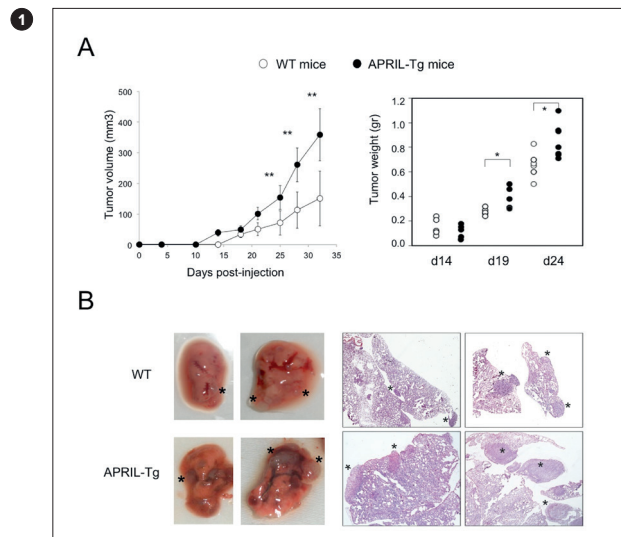 1
A
WT mice APRIL-Tg mice
Tumor volume (mm3)
500
400
300
200
100
0
** ** **
0 5 10 15 20 25 30 35
Days post-injection
Tumor weight (gr)
1.2
1.0
0.8
0.6
0.4
0.2
0.0
* *
d14 d19 d24
B
WT
* * * * * * * *
APRIL-Tg
* * * * * * * *